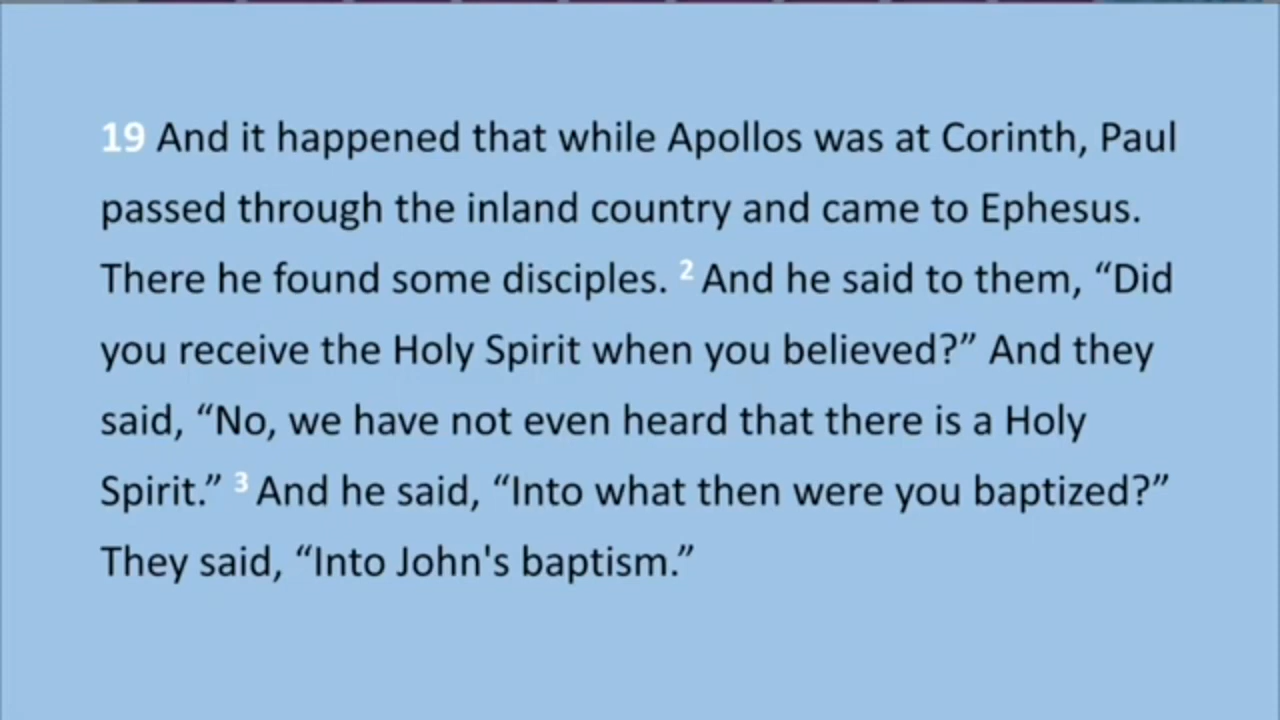 19 And it happened that while Apollos was at Corinth, Paul
passed through the inland country and came to Ephesus.
There he found some disciples. 2 And he said to them, “Did
you receive the Holy Spirit when you believed?” And they
said, “No, we have not even heard that there is a Holy
Spirit.” 3 And he said, “Into what then were you baptized?”
They said, “Into John's baptism.”